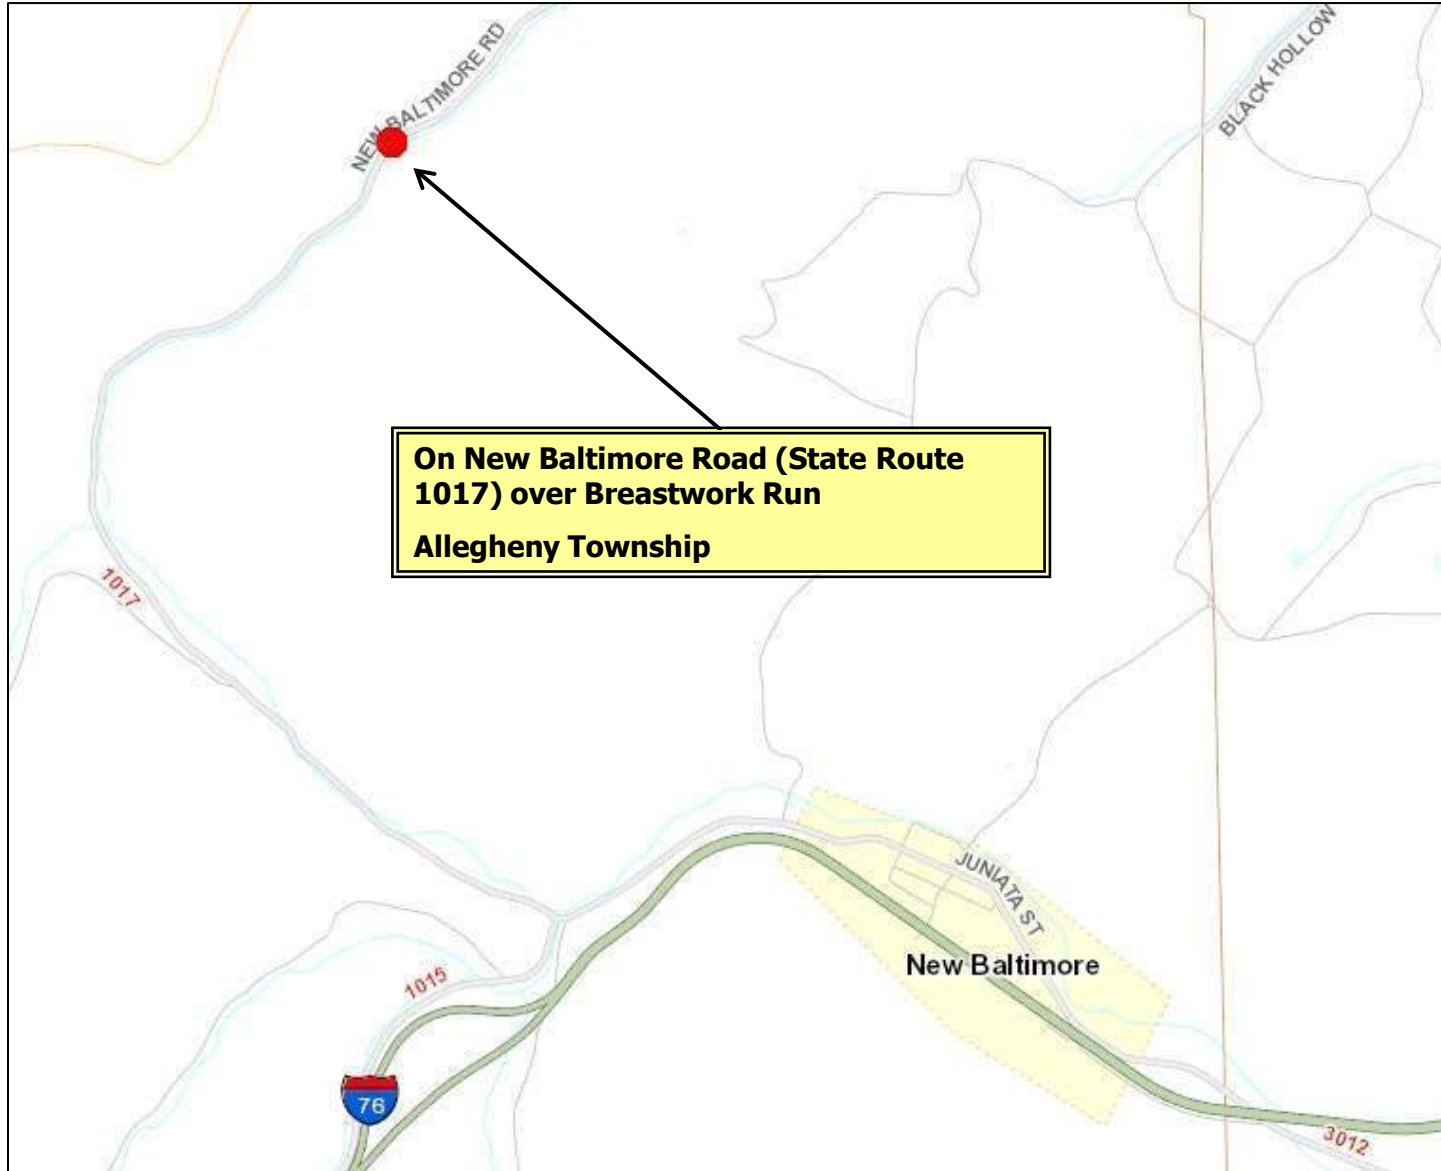 NEW BALTIMORE RD
BLACK HOLLOW
On New Baltimore Road (State Route
1017) over Breastwork Run
Allegheny Township
1017
JUNIATA ST
New Baltimore
1015
76
3012